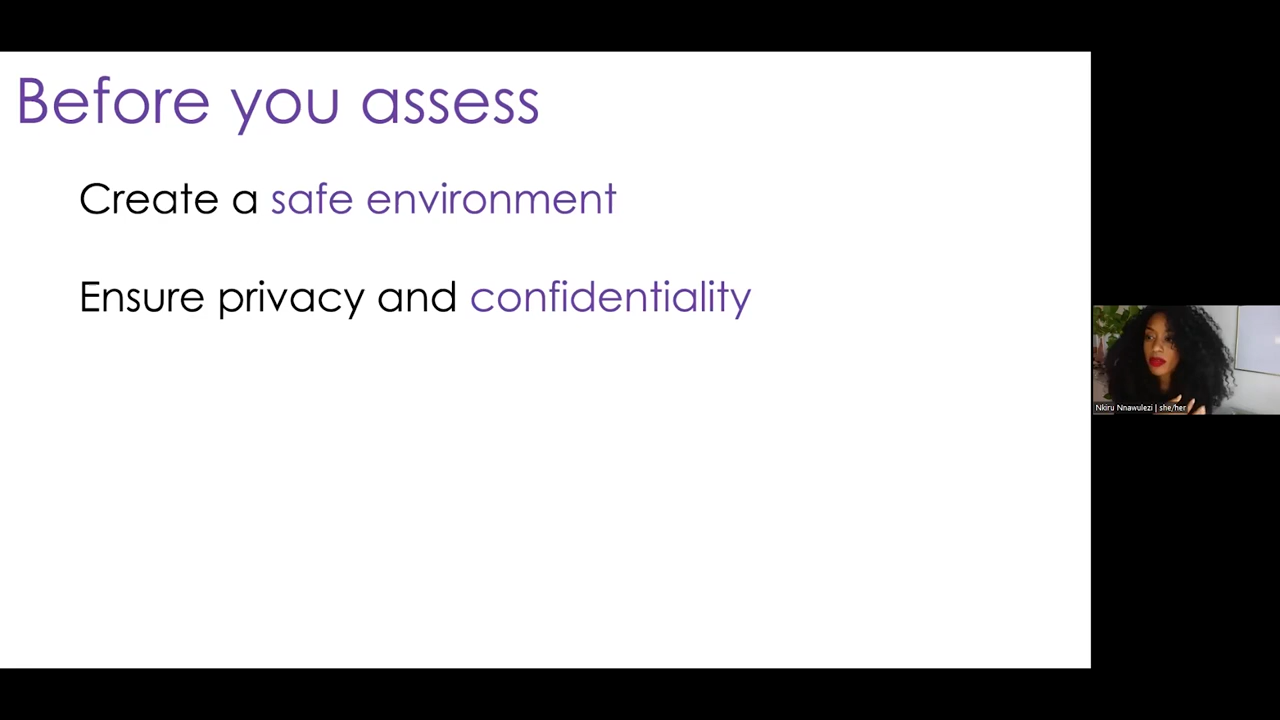 Before you assess
Create a safe environment
Ensure privacy and confidentiality
Nkiru Nnawulezi | she/her